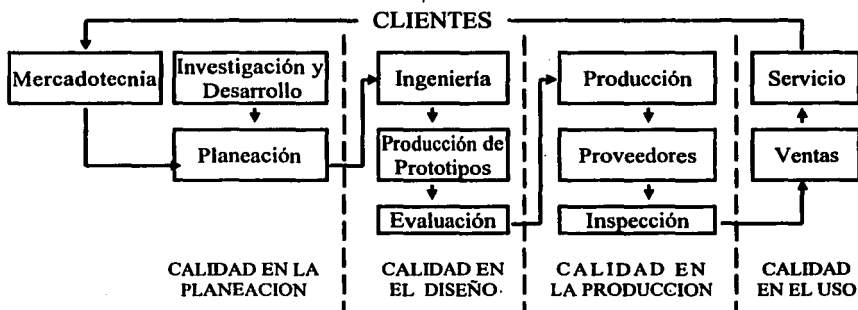 CLIENTES
Mercadotecnia
Investigación y
Desarrollo
Planeación
Ingeniería
Producción de
Prototipos
Evaluación
Producción
Proveedores
Inspección
Servicio
Ventas
CALIDAD EN LA
PLANEACION
CALIDAD EN
EL DISEÑO
CALIDAD EN
LA PRODUCCION
CALIDAD
EN EL USO